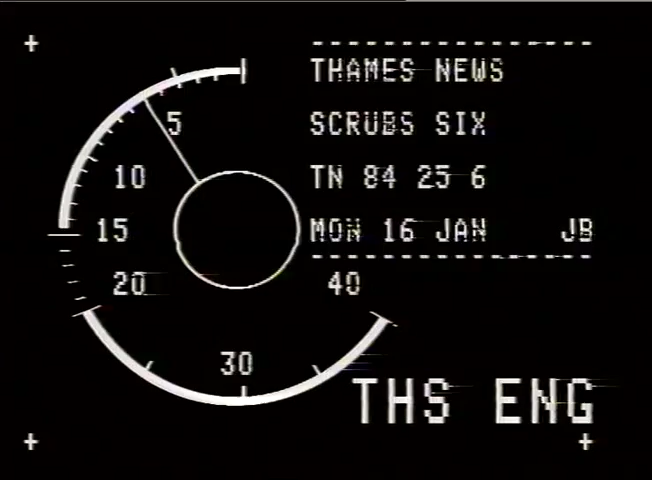 THAMES NEWS
5
SCRUBS SIX
10
TN 84 25 6
15
MON 16 JAN JB
20
40
30
THS ENG